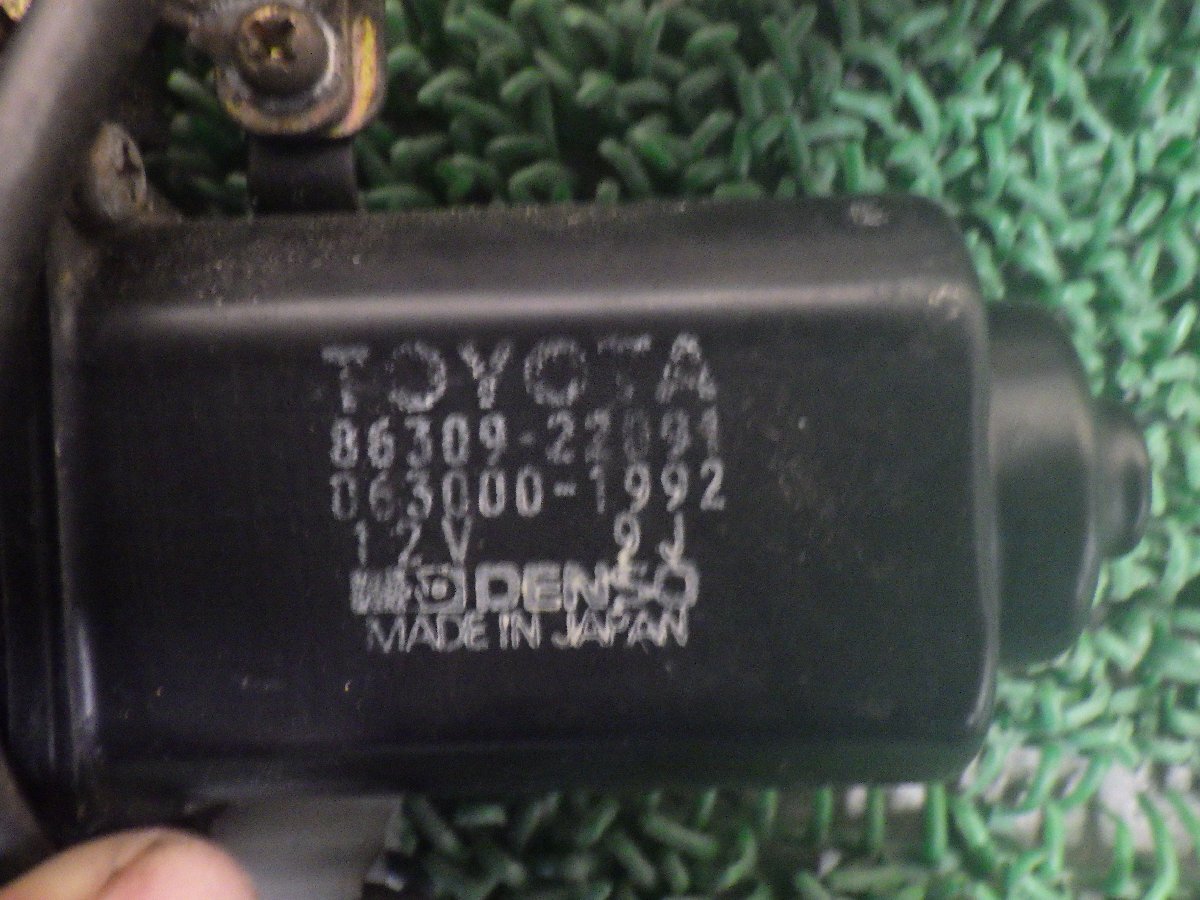 TOYOTA
86309-22091
063000-1992
12V 9J
DENSO
MADE IN JAPAN